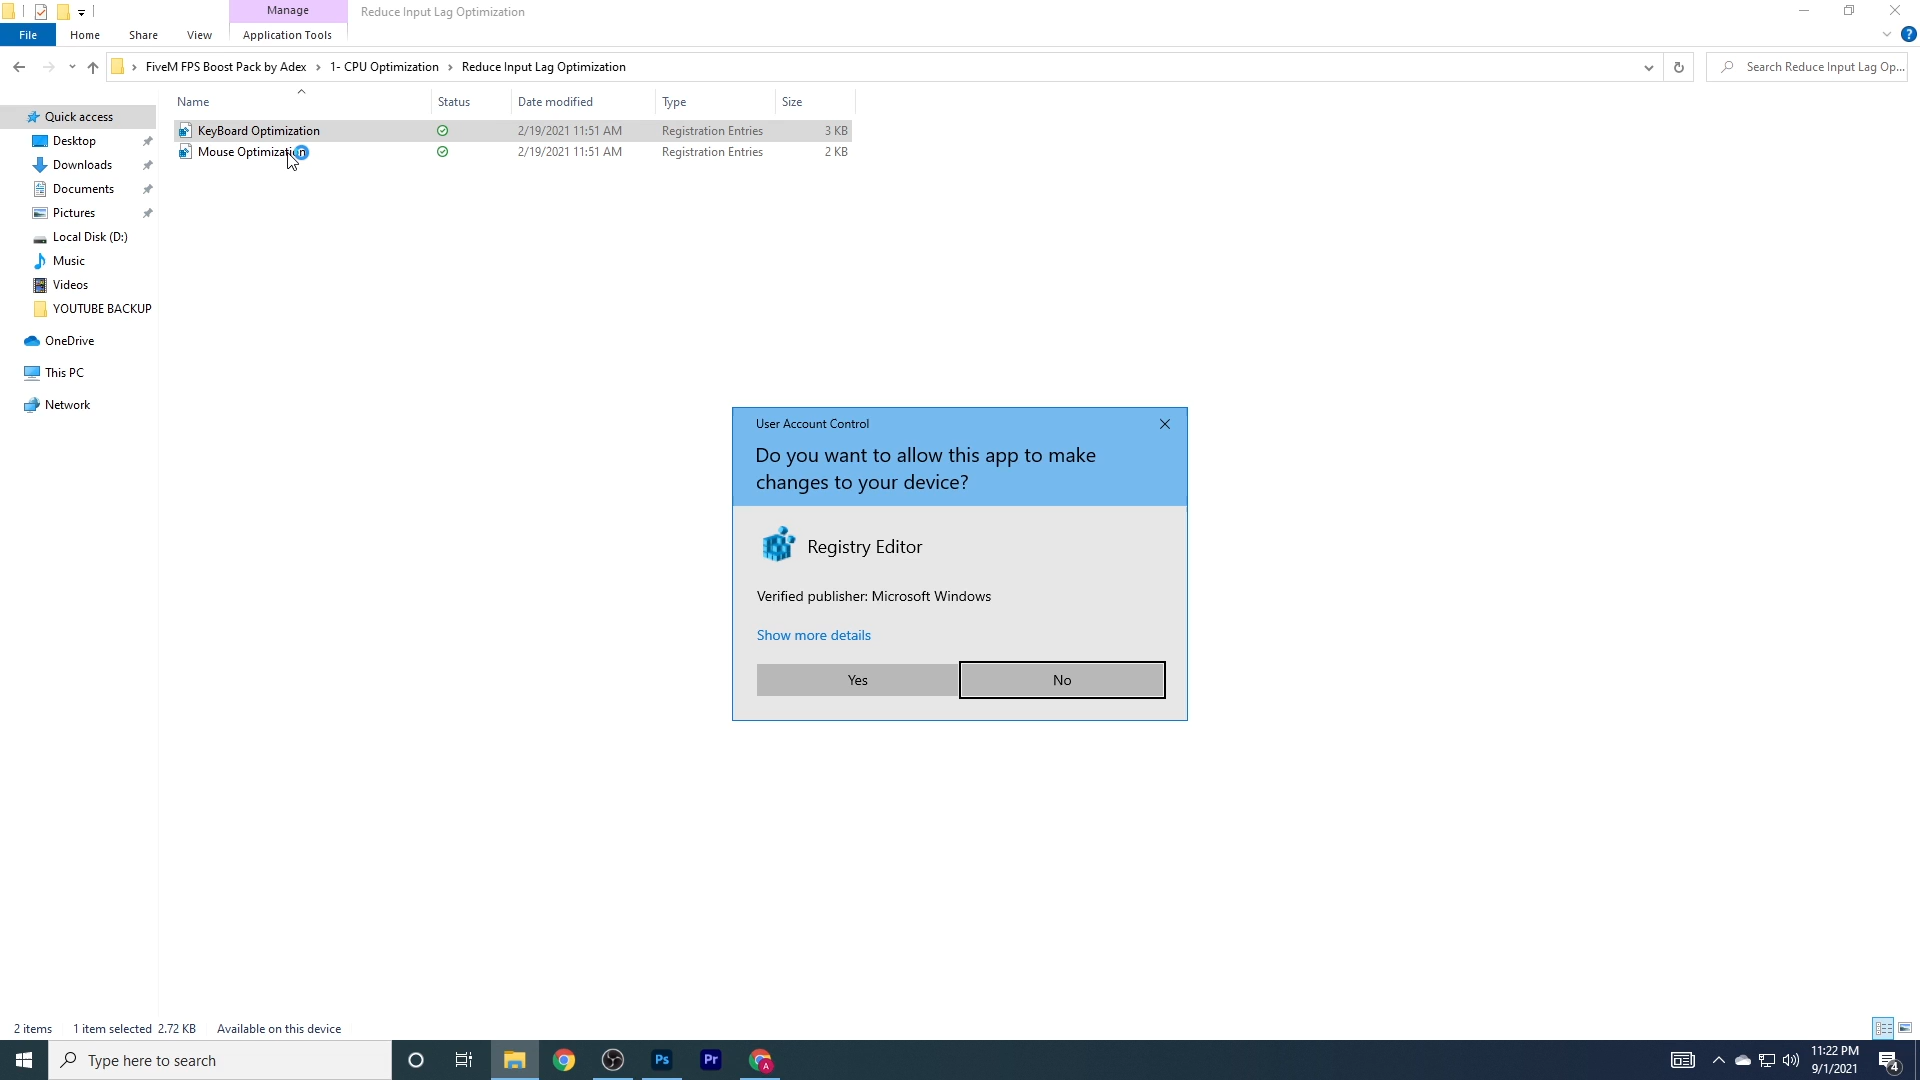 Manage
Reduce Input Lag Optimization
File
Home
Share
View
Application Tools
FiveM FPS Boost Pack by Adex
1- CPU Optimization
Reduce Input Lag Optimization
Search Reduce Input Lag Op...
Name
Status
Date modified
Type
Size
KeyBoard Optimization
2/19/2021 11:51 AM
Registration Entries
3 KB
Mouse Optimization
2/19/2021 11:51 AM
Registration Entries
2 KB
Quick access
Desktop
Downloads
Documents
Pictures
Local Disk (D:)
Music
Videos
YOUTUBE BACKUP
OneDrive
This PC
Network
User Account Control
Do you want to allow this app to make
changes to your device?
Registry Editor
Verified publisher: Microsoft Windows
Show more details
Yes
No
2 items
1 item selected 2.72 KB
Available on this device
Type here to search
Ps
Pr
A
11:22 PM
9/1/2021
4